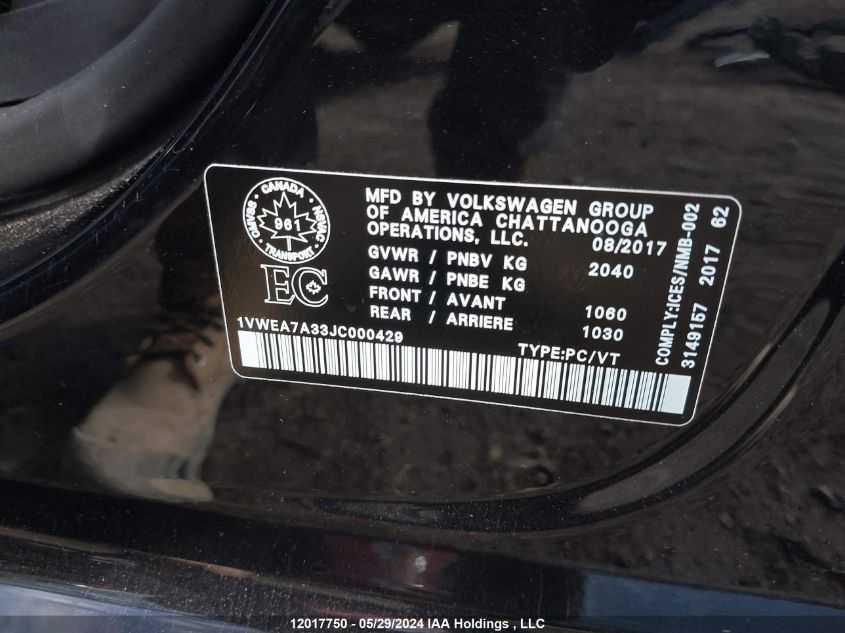 CANADA
CMVSS NSVAC
961
TRANSPORT
EC
MFD BY VOLKSWAGEN GROUP
OF AMERICA CHATTANOOGA
OPERATIONS, LLC. 08/2017
GVWR / PNBV KG 2040
GAWR / PNBE KG
FRONT / AVANT 1060
REAR / ARRIERE 1030
1VWEA7A33JC000429
TYPE:PC/VT
COMPLY:ICES/NMB-002
3149157 2017 62
12017750 - 05/29/2024 IAA Holdings , LLC